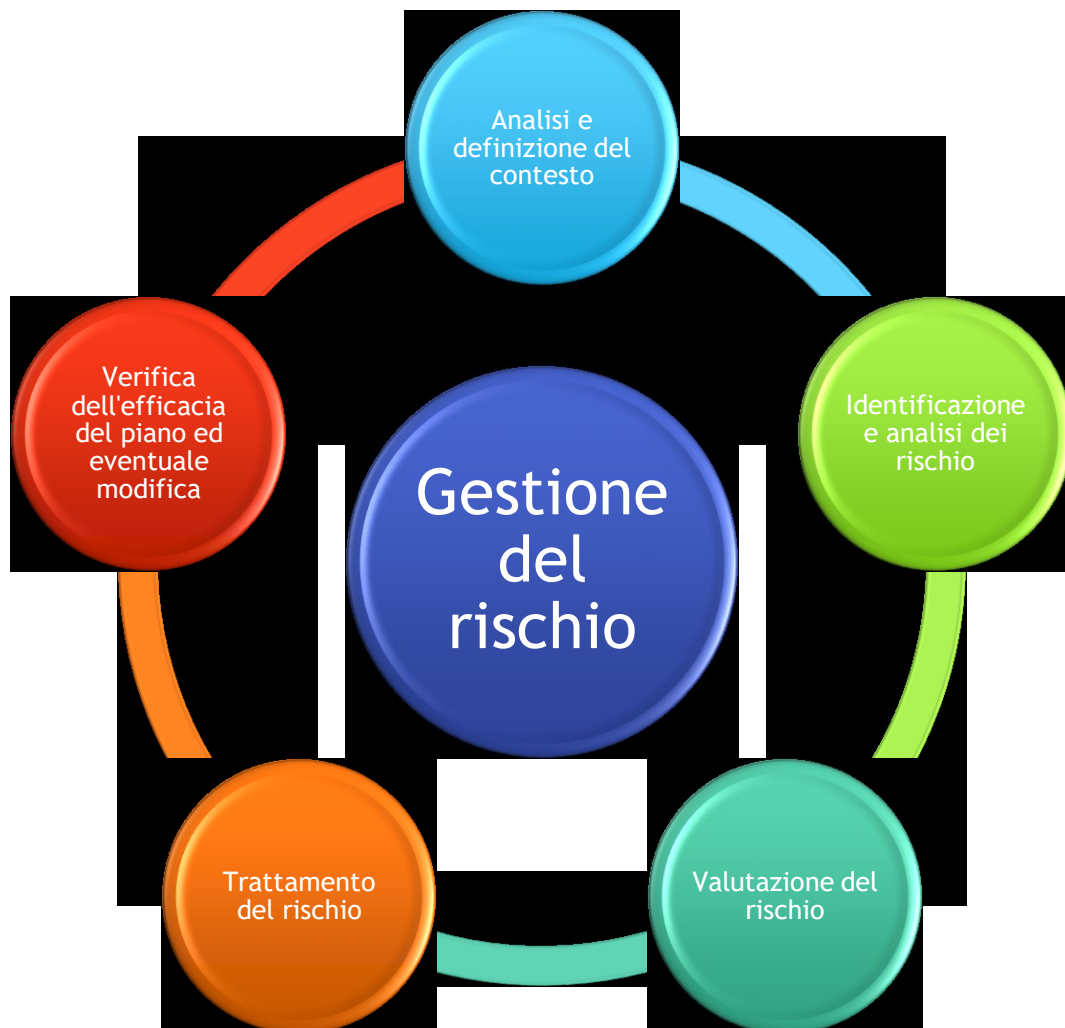 Analisi e
definizione del
contesto
Identificazione
e analisi dei
rischio
Valutazione del
rischio
Trattamento
del rischio
Verifica
dell'efficacia
del piano ed
eventuale
modifica
Gestione
del
rischio